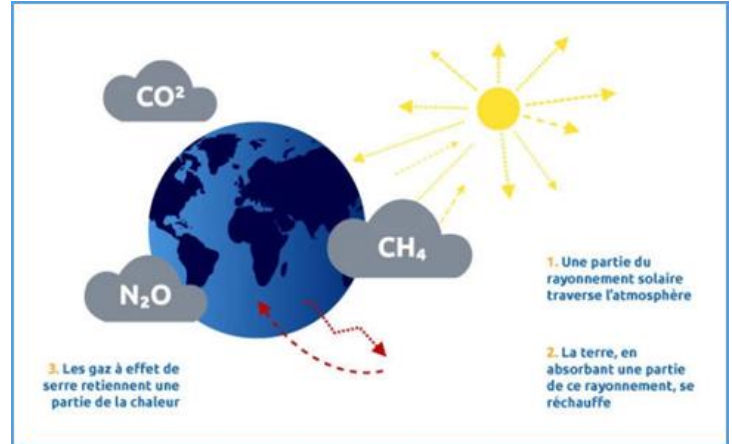 CO²
CH₄
N₂O
1. Une partie du
rayonnement solaire
traverse l'atmosphère
2. La terre, en
absorbant une partie
de ce rayonnement, se
réchauffe
3. Les gaz à effet de
serre retiennent une
partie de la chaleur